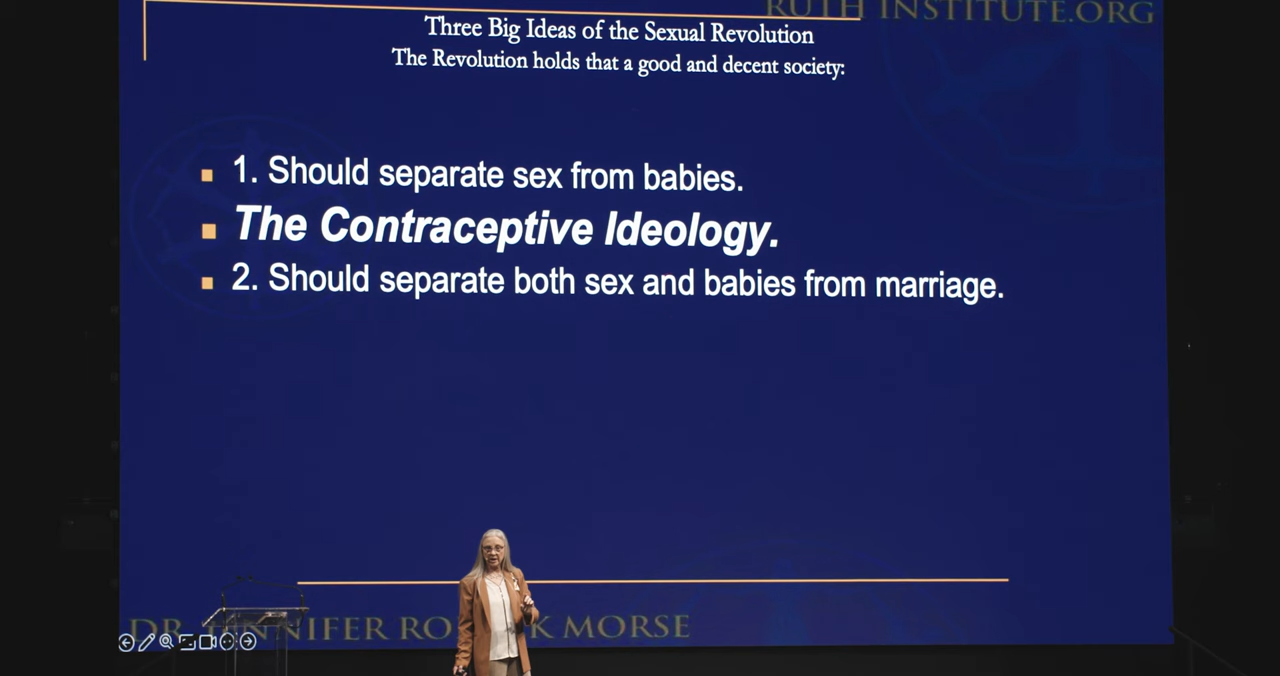 RUTH INSTITUTE.ORG
Three Big Ideas of the Sexual Revolution
The Revolution holds that a good and decent society:
1. Should separate sex from babies.
The Contraceptive Ideology.
2. Should separate both sex and babies from marriage.
DR. MORSE